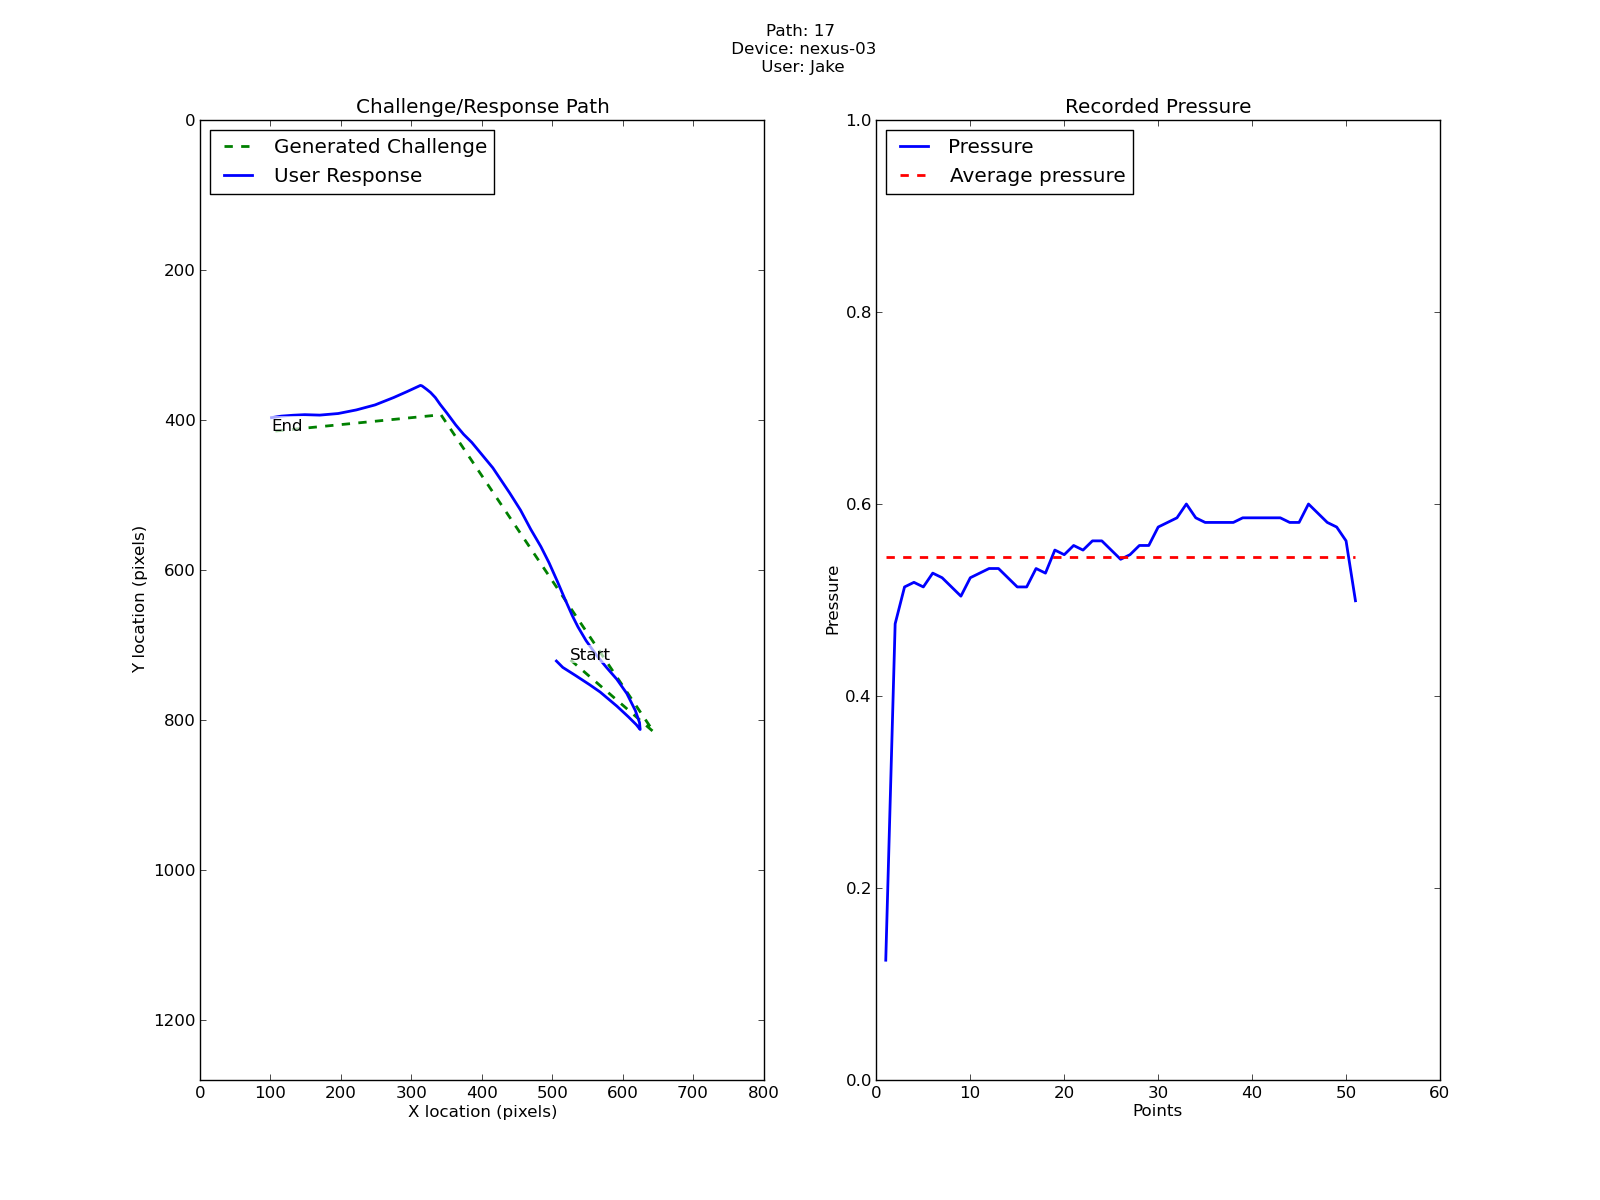 Path: 17
Device: nexus-03
User: Jake
Challenge/Response Path
Generated Challenge
User Response
0
200
400
600
800
1000
1200
Y location (pixels)
End
Start
0 100 200 300 400 500 600 700 800
X location (pixels)
Recorded Pressure
Pressure
Average pressure
1.0
0.8
0.6
0.4
0.2
0.0
Pressure
0 10 20 30 40 50 60
Points